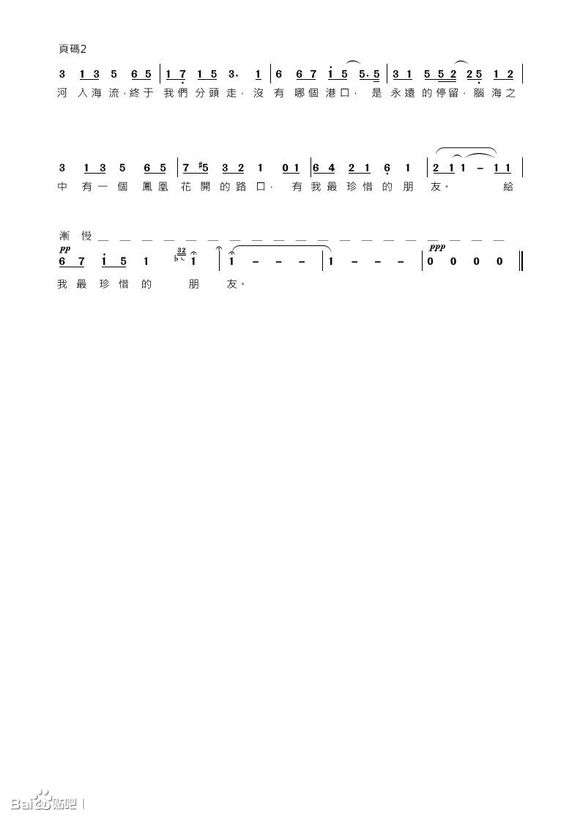 頁碼2
3 1 3 5 6 5 | 1 7 1 5 3. 1 | 6 6 7 1 5 5. 5 | 3 1 5 5 2 2 5 1 2 |
河 人 海 流,終于 我們 分 頭 走, 沒 有 哪 個 港 口, 是 永 遠 的 停 留, 腦 海 之
3 1 3 5 6 5 | 7 #5 3 2 1 0 1 | 6 4 2 1 6 1 | 2 1 1 - 1 1 |
中 有 一 個 鳳 凰 花 開 的 路 口, 有 我 最 珍 惜 的 朋 友。 給
漸 慢
pp ppp
6 7 1 5 1 b 32 1 | 1 - - - | 1 - - - | 0 0 0 0 ||
我 最 珍 惜 的 朋 友。
Bai 贴吧